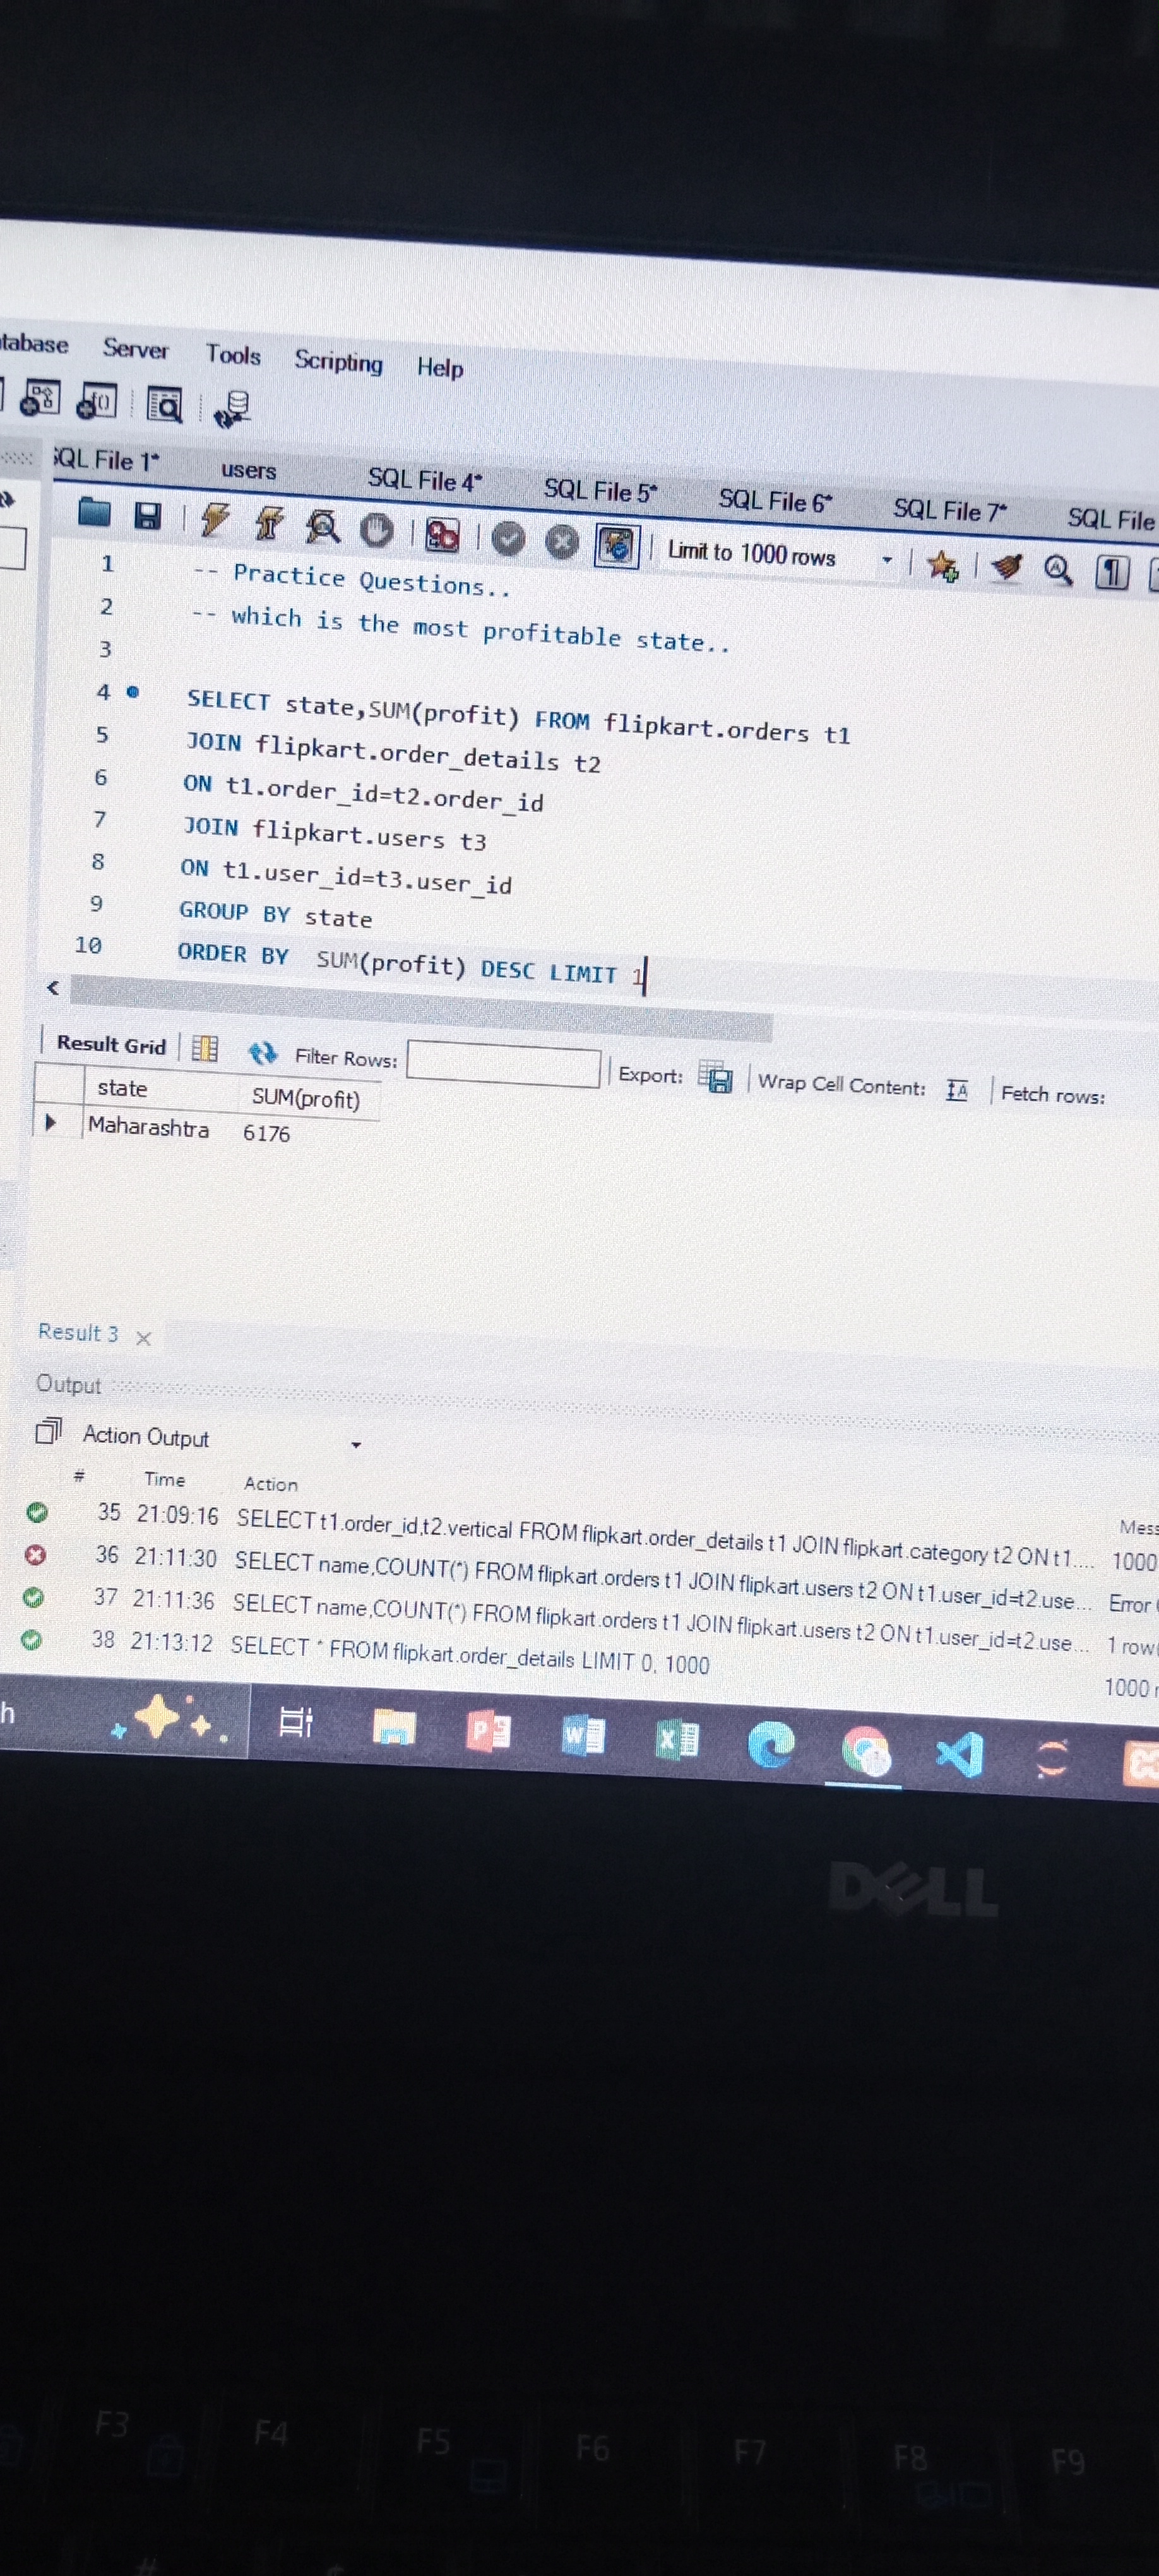 tabase Server Tools Scripting Help
SQL File 1* users SQL File 4* SQL File 5* SQL File 6* SQL File 7* SQL File
Limit to 1000 rows
1 -- Practice Questions..
2 -- which is the most profitable state..
3
4 SELECT state,SUM(profit) FROM flipkart.orders t1
5 JOIN flipkart.order_details t2
6 ON t1.order_id=t2.order_id
7 JOIN flipkart.users t3
8 ON t1.user_id=t3.user_id
9 GROUP BY state
10 ORDER BY  SUM(profit) DESC LIMIT 1
Result Grid Filter Rows: Export: Wrap Cell Content: Fetch rows:
state SUM(profit)
Maharashtra 6176
Result 3
Output
Action Output
# Time Action Mess
35 21:09:16 SELECT t1.order_id,t2.vertical FROM flipkart.order_details t1 JOIN flipkart.category t2 ON t1.... 1000
36 21:11:30 SELECT name,COUNT(*) FROM flipkart.orders t1 JOIN flipkart.users t2 ON t1.user_id=t2.use... Error
37 21:11:36 SELECT name,COUNT(*) FROM flipkart.orders t1 JOIN flipkart.users t2 ON t1.user_id=t2.use... 1 row(
38 21:13:12 SELECT * FROM flipkart.order_details LIMIT 0, 1000 1000 r
h
DELL
F3 F4 F5 F6 F7 F8 F9
#